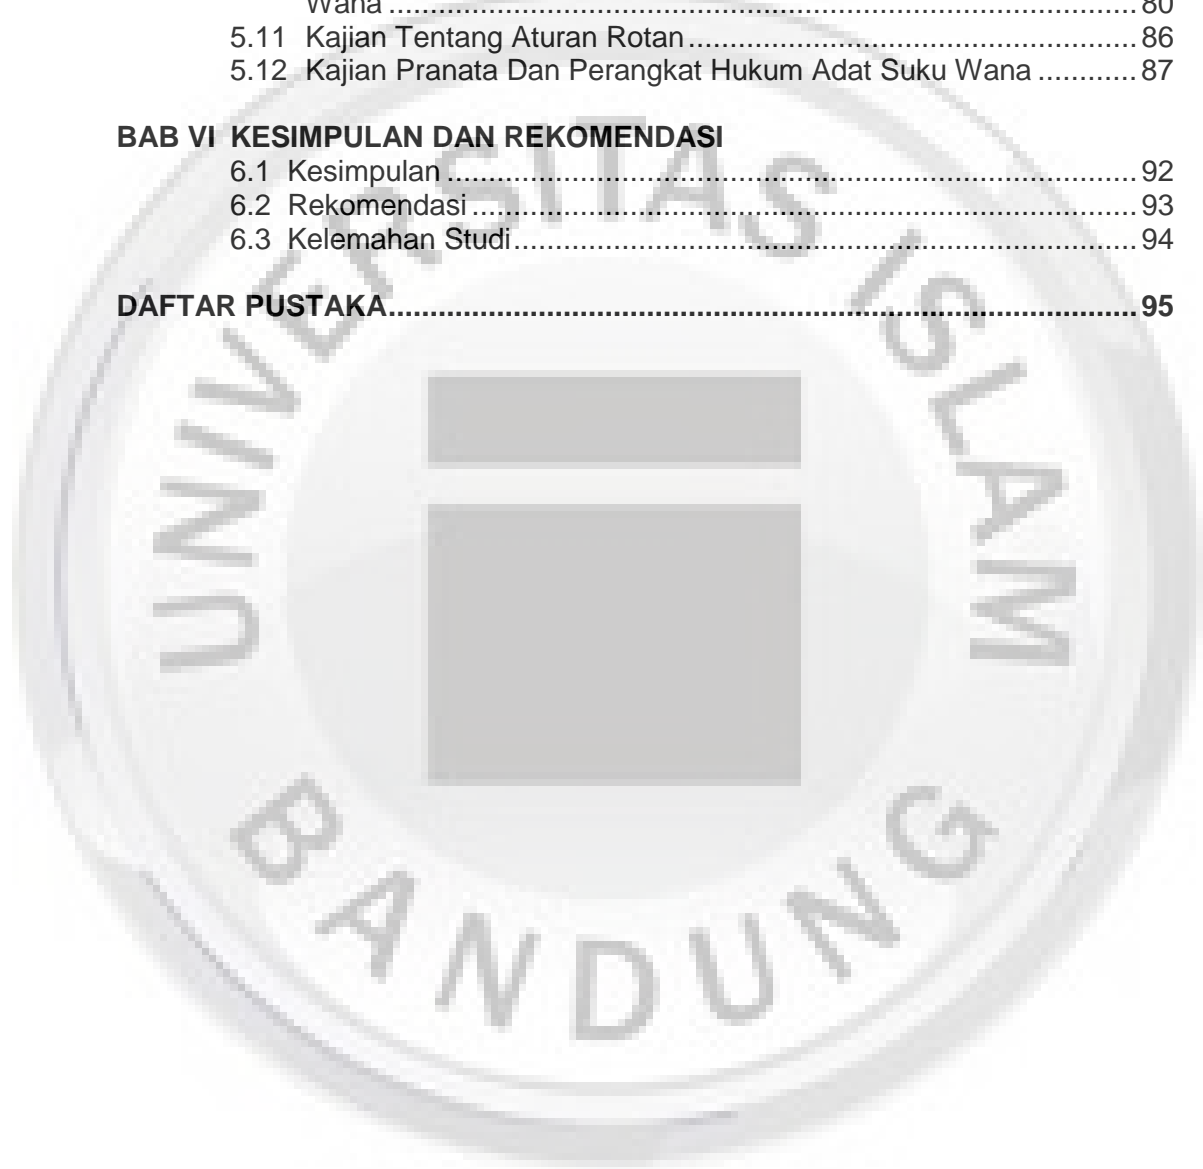 Wana ........................................................................................... 80
5.11 Kajian Tentang Aturan Rotan ...................................................... 86
5.12 Kajian Pranata Dan Perangkat Hukum Adat Suku Wana ............ 87
BAB VI KESIMPULAN DAN REKOMENDASI
6.1 Kesimpulan .................................................................................... 92
6.2 Rekomendasi ................................................................................. 93
6.3 Kelemahan Studi ............................................................................ 94
DAFTAR PUSTAKA ........................................................................................... 95
UNIVERSITAS ISLAM
BANDUNG